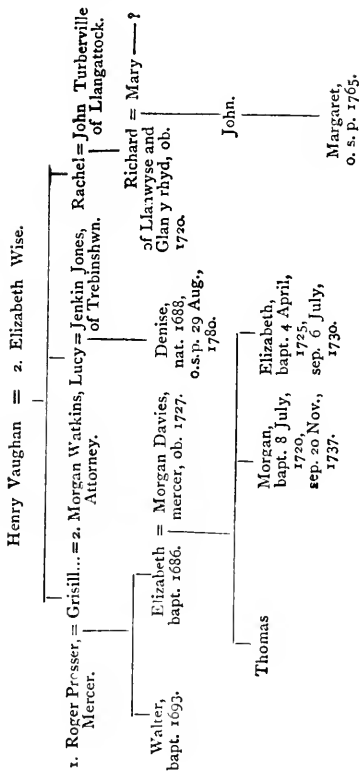 Henry Vaughan = 2. Elizabeth Wise.
1. Roger Prosser, = Grisill... = 2. Morgan Watkins,
Mercer.
Attorney.
Lucy = Jenkin Jones,
of Trebinshwn.
Rachel = John Turberville
of Llangattock.
Walter,
bapt. 1693.
Elizabeth = Morgan Davies,
bapt. 1686.
mercer, ob. 1727.
Denise,
nat. 1688,
o.s.p. 29 Aug.,
1780.
Richard = Mary — ?
of Llanwyse and
Glan y rhyd, ob.
1720.
Thomas
Morgan,
bapt. 8 July,
1720,
sep. 20 Nov.,
1737.
Elizabeth,
bapt. 4 April,
1725,
sep. 6 July,
1730.
John.
Margaret,
o. s. p. 1765.